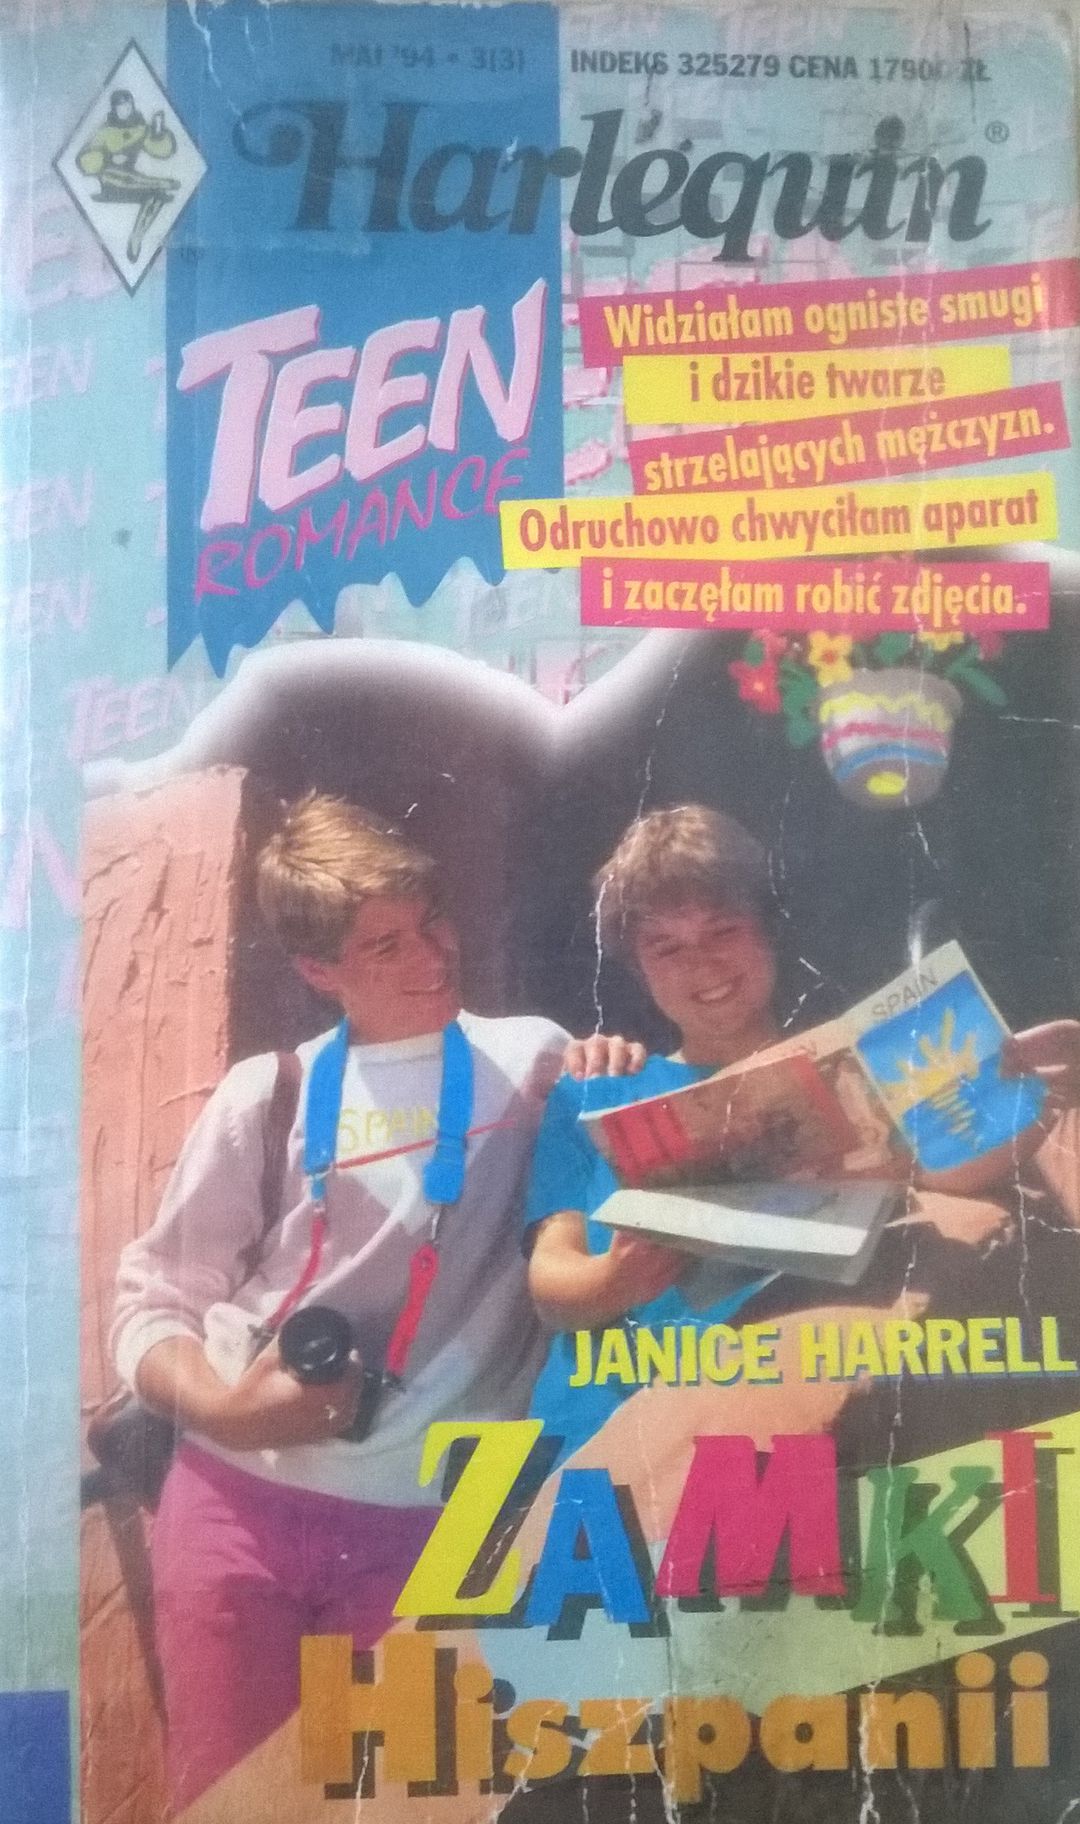 MAI '94 • 3(3) INDEKS 325279 CENA 17900 ZŁ
Harlequin ®
TEEN
ROMANCE
Widziałam ogniste smugi
i dzikie twarze
strzelających mężczyzn.
Odruchowo chwyciłam aparat
i zaczęłam robić zdjęcia.
SPAIN
SPAIN
JANICE HARRELL
ZAMKI
Hiszpanii